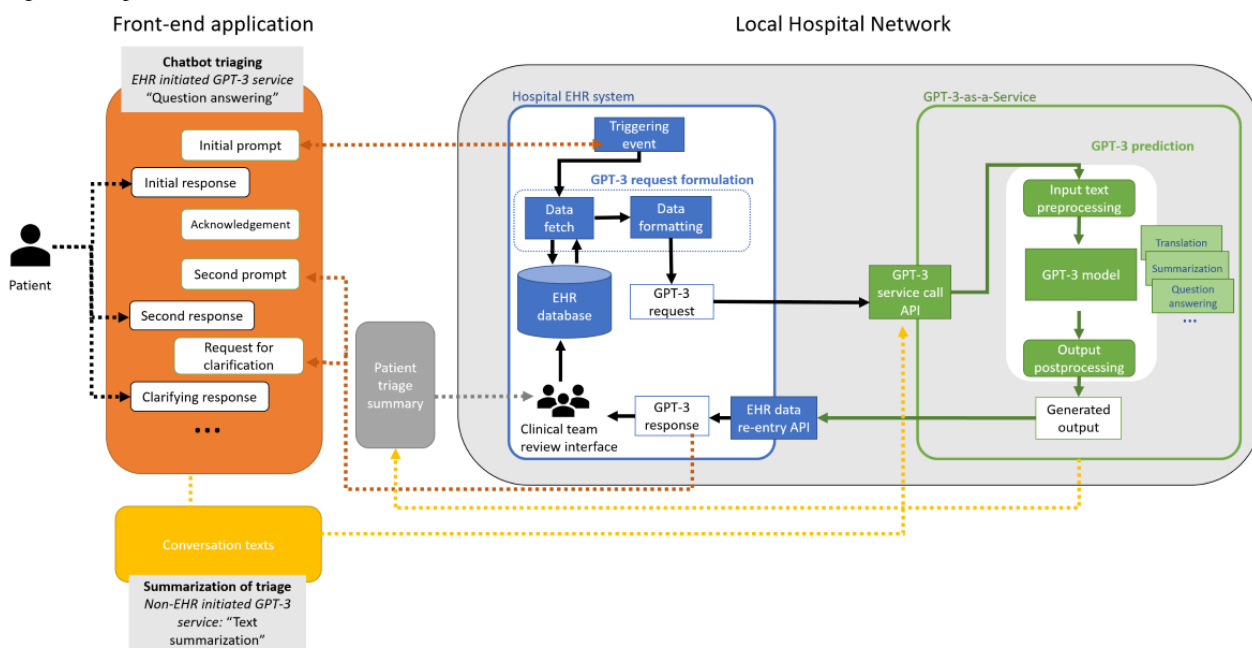 Front-end application
Local Hospital Network
Chatbot triaging
EHR initiated GPT-3 service
“Question answering”
Initial prompt
Initial response
Acknowledgement
Second prompt
Second response
Request for
clarification
Clarifying response
...
Patient
Conversation texts
Summarization of triage
Non-EHR initiated GPT-3
service: “Text
summarization”
Patient
triage
summary
Hospital EHR system
Triggering
event
GPT-3 request formulation
Data
fetch
Data
formatting
EHR
database
GPT-3
request
Clinical team
review interface
GPT-3
response
EHR data
re-entry API
GPT-3
service call
API
GPT-3-as-a-Service
GPT-3 prediction
Input text
preprocessing
GPT-3 model
Translation
Summarization
Question
answering
...
Output
postprocessing
Generated
output